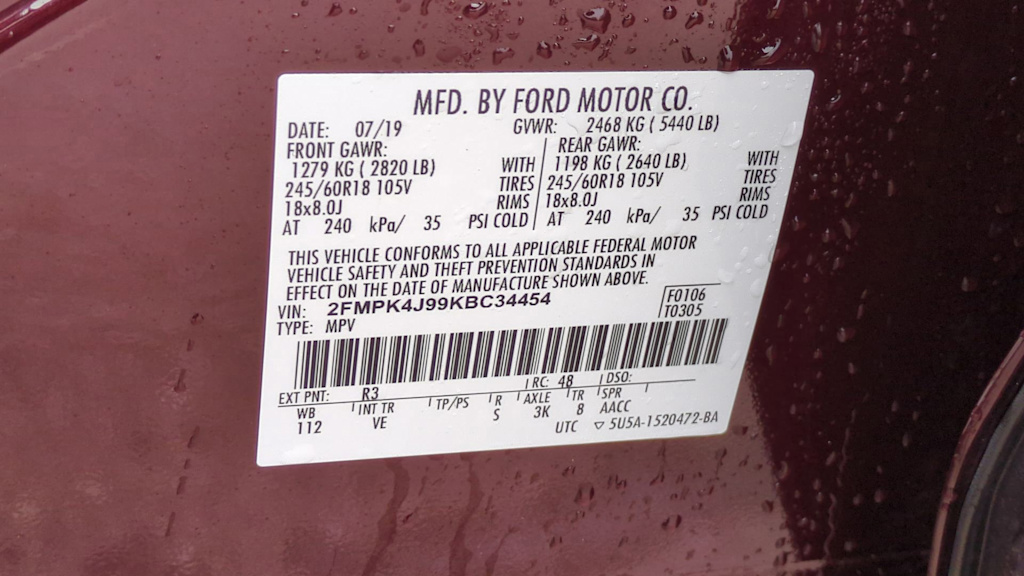 MFD. BY FORD MOTOR CO.
DATE: 07/19 GVWR: 2468 KG ( 5440 LB)
FRONT GAWR: REAR GAWR:
1279 KG ( 2820 LB) WITH 1198 KG ( 2640 LB) WITH
245/60R18 105V TIRES 245/60R18 105V TIRES
18x8.0J RIMS 18x8.0J RIMS
AT 240 kPa/ 35 PSI COLD AT 240 kPa/ 35 PSI COLD
THIS VEHICLE CONFORMS TO ALL APPLICABLE FEDERAL MOTOR
VEHICLE SAFETY AND THEFT PREVENTION STANDARDS IN
EFFECT ON THE DATE OF MANUFACTURE SHOWN ABOVE.
VIN: 2FMPK4J99KBC34454 F0106
TYPE: MPV T0305
EXT PNT: R3 RC: 48 DSO:
WB INT TR TP/PS R AXLE TR SPR
112 VE S 3K 8 AACC
UTC ▽ 5U5A-1520472-BA